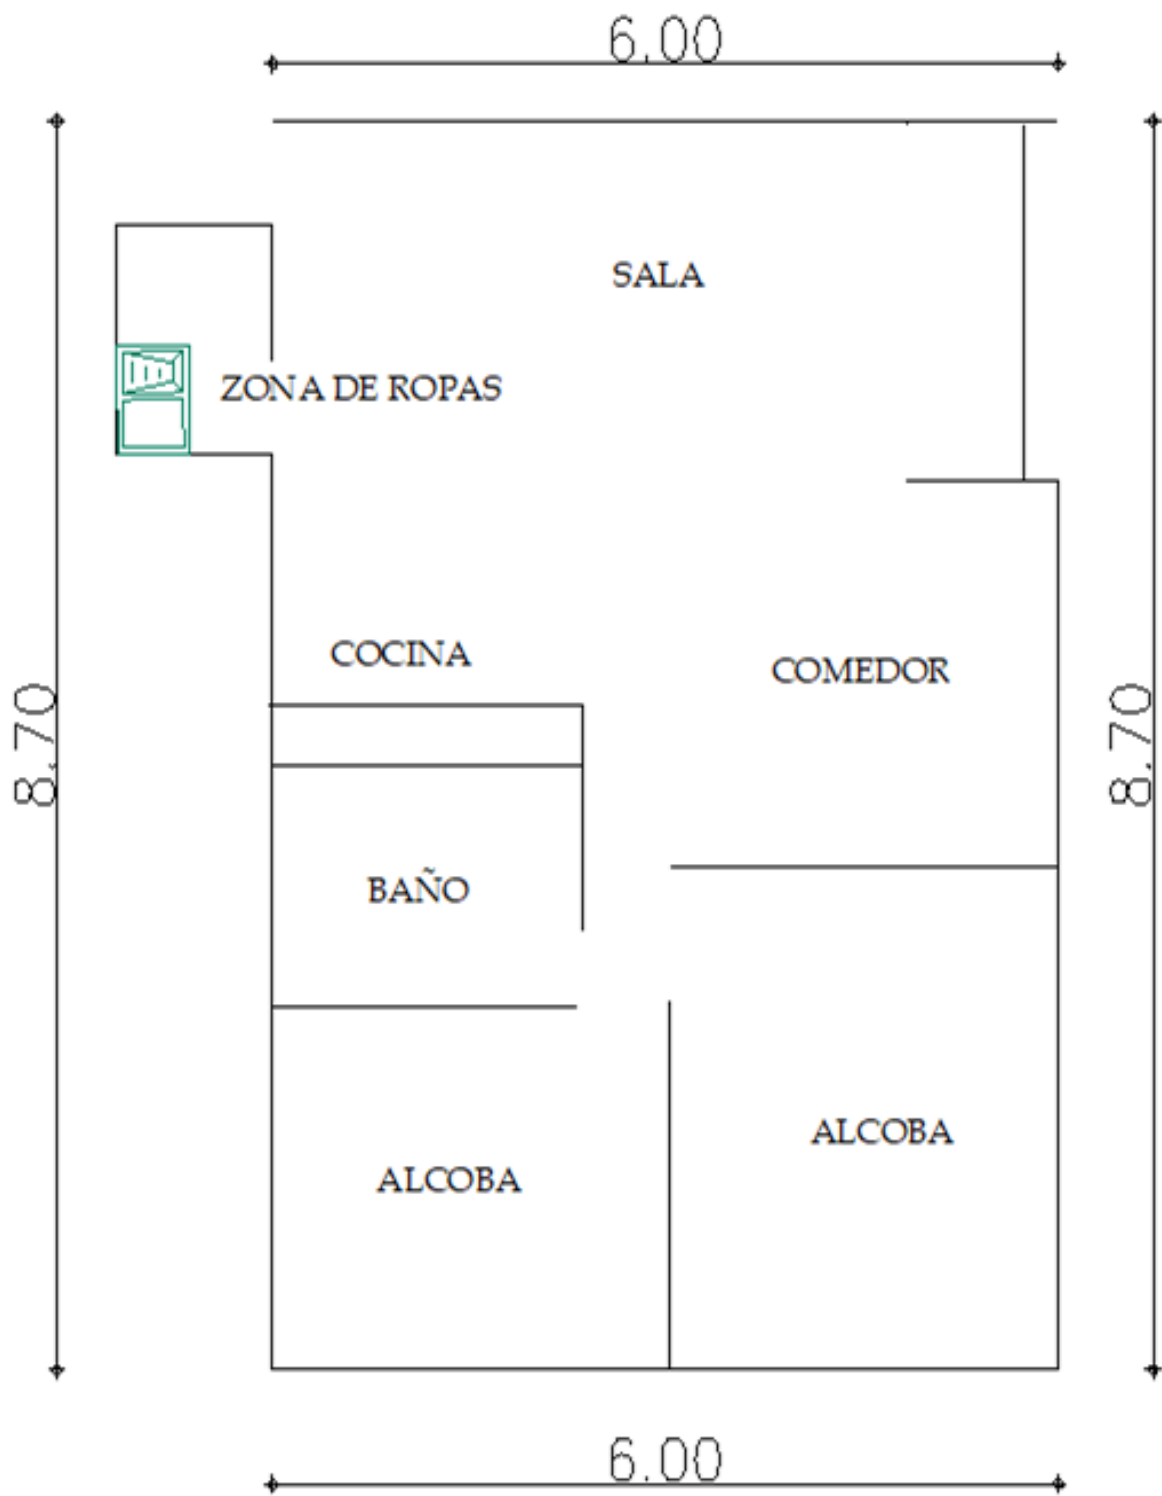 6.00
SALA
ZONA DE ROPAS
COCINA
COMEDOR
8.70
8.70
BAÑO
ALCOBA
ALCOBA
6.00